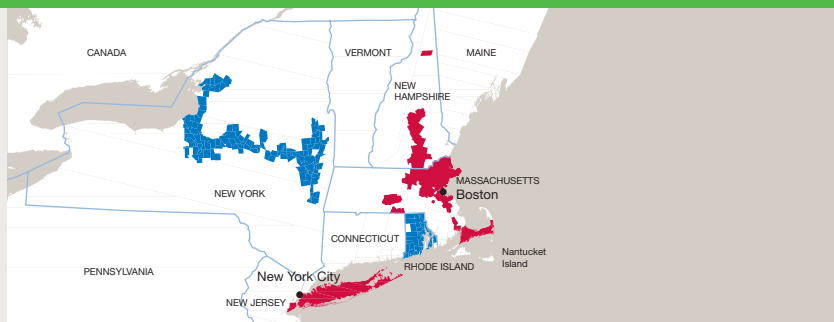 CANADA
VERMONT
MAINE
NEW
HAMPSHIRE
MASSACHUSETTS
Boston
NEW YORK
CONNECTICUT
Nantucket
Island
RHODE ISLAND
PENNSYLVANIA
New York City
NEW JERSEY